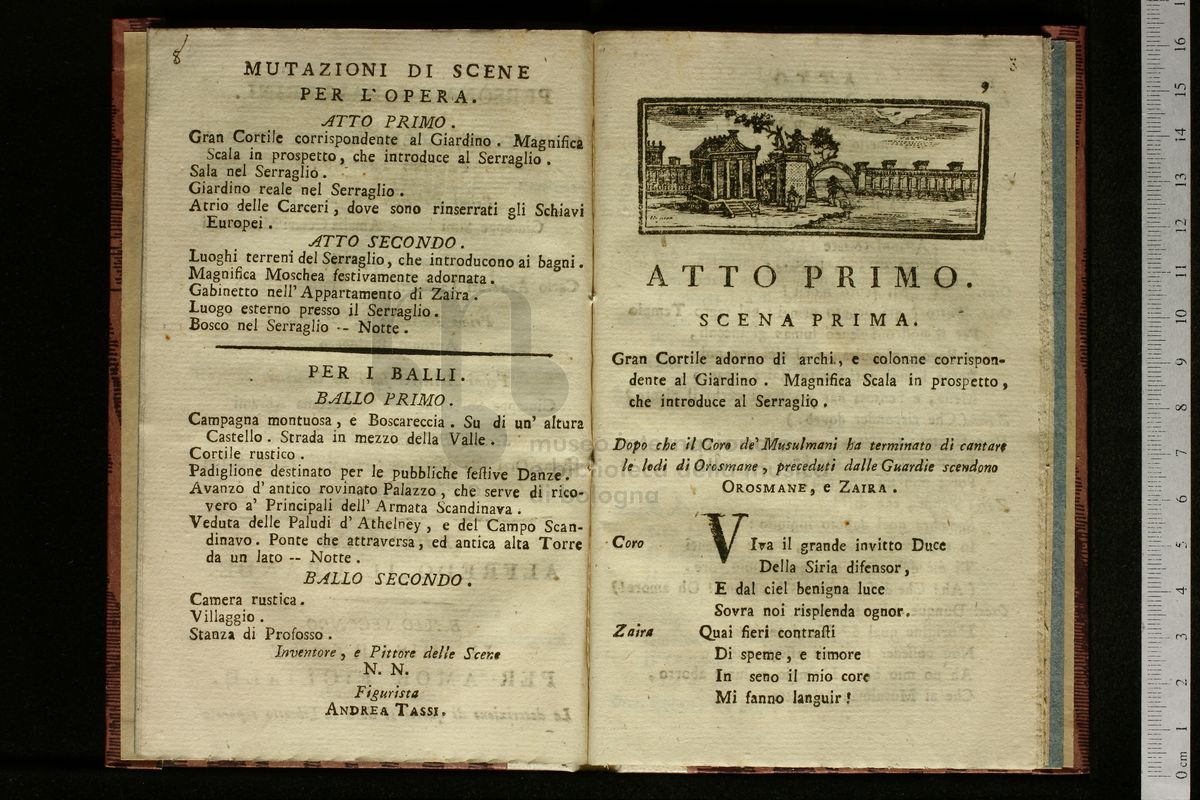 8
MUTAZIONI DI SCENE
PER L'OPERA.
ATTO PRIMO.
Gran Cortile corrispondente al Giardino. Magnifica
Scala in prospetto, che introduce al Serraglio.
Sala nel Serraglio.
Giardino reale nel Serraglio.
Atrio delle Carceri, dove sono rinserrati gli Schiavi
Europei.
ATTO SECONDO.
Luoghi terreni del Serraglio, che introducono ai bagni.
Magnifica Moschea festivamente adornata.
Gabinetto nell' Appartamento di Zaira.
Luogo esterno presso il Serraglio.
Bosco nel Serraglio -- Notte.
PER I BALLI.
BALLO PRIMO.
Campagna montuosa, e Boscareccia. Su di un' altura
Castello. Strada in mezzo della Valle.
Cortile rustico.
Padiglione destinato per le pubbliche festive Danze.
Avanzo d' antico rovinato Palazzo, che serve di rico-
vero a' Principali dell' Armata Scandinava.
Veduta delle Paludi d' Athelney, e del Campo Scan-
dinavo. Ponte che attraversa, ed antica alta Torre
da un lato -- Notte.
BALLO SECONDO.
Camera rustica.
Villaggio.
Stanza di Profosso.
Inventore, e Pittore delle Scene
N. N.
Figurista
ANDREA TASSI.
9
ATTO PRIMO.
SCENA PRIMA.
Gran Cortile adorno di archi, e colonne corrispon-
dente al Giardino. Magnifica Scala in prospetto,
che introduce al Serraglio.
Dopo che il Coro de' Musulmani ha terminato di cantare
le lodi di Orosmane, preceduti dalle Guardie scendono
OROSMANE, e ZAIRA.
Coro VIva il grande invitto Duce
Della Siria difensor,
E dal ciel benigna luce
Sovra noi risplenda ognor.
Zaira Quai fieri contrasti
Di speme, e timore
In seno il mio core
Mi fanno languir!